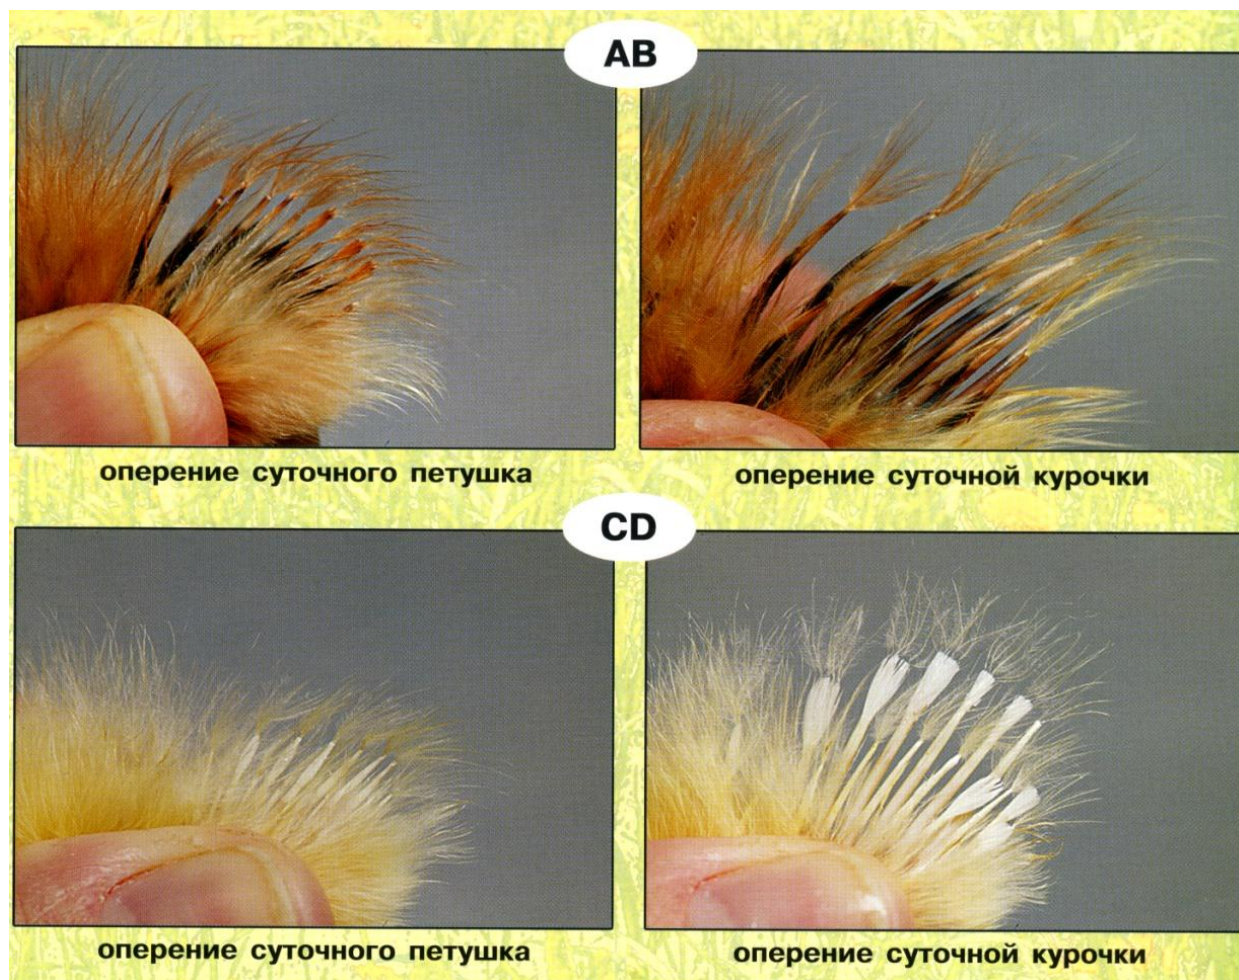 AB
оперение суточного петушка
оперение суточной курочки
CD
оперение суточного петушка
оперение суточной курочки